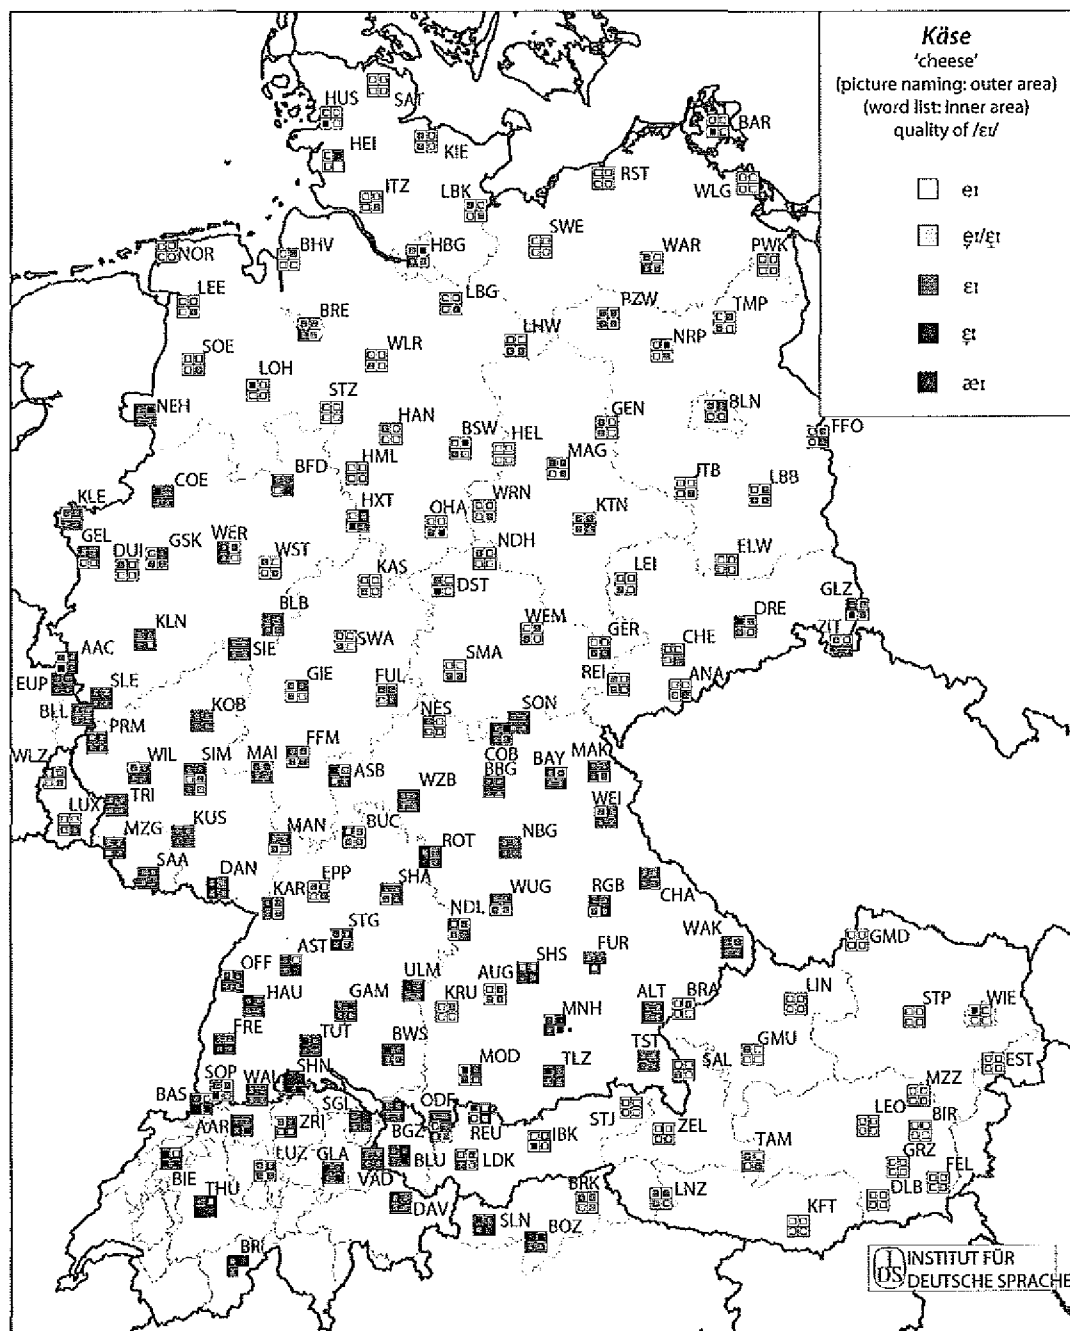 Käse
'cheese'
(picture naming: outer area)
(word list: inner area)
quality of /ɛɪ/
eɪ
ɛɪ
æɪ
HUS
SAT
BAR
HEI
KIE
RST
WLG
ITZ
LBK
SWE
NOR
BHV
HBG
WAR
PWK
LEE
LBG
BRE
PZW
TMP
LHW
NRP
SOE
WLR
LOH
STZ
NEH
HAN
GEN
BLN
FFO
BSW
HEL
MAG
HML
BFD
COE
JTB
LBB
KLE
HXT
OHA
WRN
KTN
GEL
DUI
GSK
WER
WST
NDH
ELW
LEI
KAS
DST
GLZ
BLB
DRE
KLN
WEM
ZIT
AAC
SIE
SWA
GER
CHE
SMA
EUP
SLE
GIE
FUL
REI
ANA
BLL
KOB
NES
SON
PRM
FFM
COB
WLZ
WIL
SIM
MAI
ASB
BBG
BAY
MAK
WZB
TRI
WEI
LUX
KUS
BUC
MZG
MAN
ROT
NBG
SAA
DAN
EPP
SHA
KAR
WUG
RGB
CHA
NDL
STG
WAK
GMD
AST
FUR
OFF
SHS
ULM
AUG
HAU
GAM
KRU
MNH
ALT
BRA
LIN
STP
WIE
FRE
TUT
BWS
TST
GMU
EST
MOD
TLZ
SAL
SOP
WAL
SHN
MZZ
BAS
SGL
ODF
STJ
LEO
BIR
AAR
ZRI
BGZ
REU
IBK
ZEL
TAM
GRZ
BIE
LUZ
GLA
VAD
BLU
LDK
FEL
THU
DAV
BRK
LNZ
DLB
SLN
KFT
BOZ
BRI
IDS
INSTITUT FÜR
DEUTSCHE SPRACHE